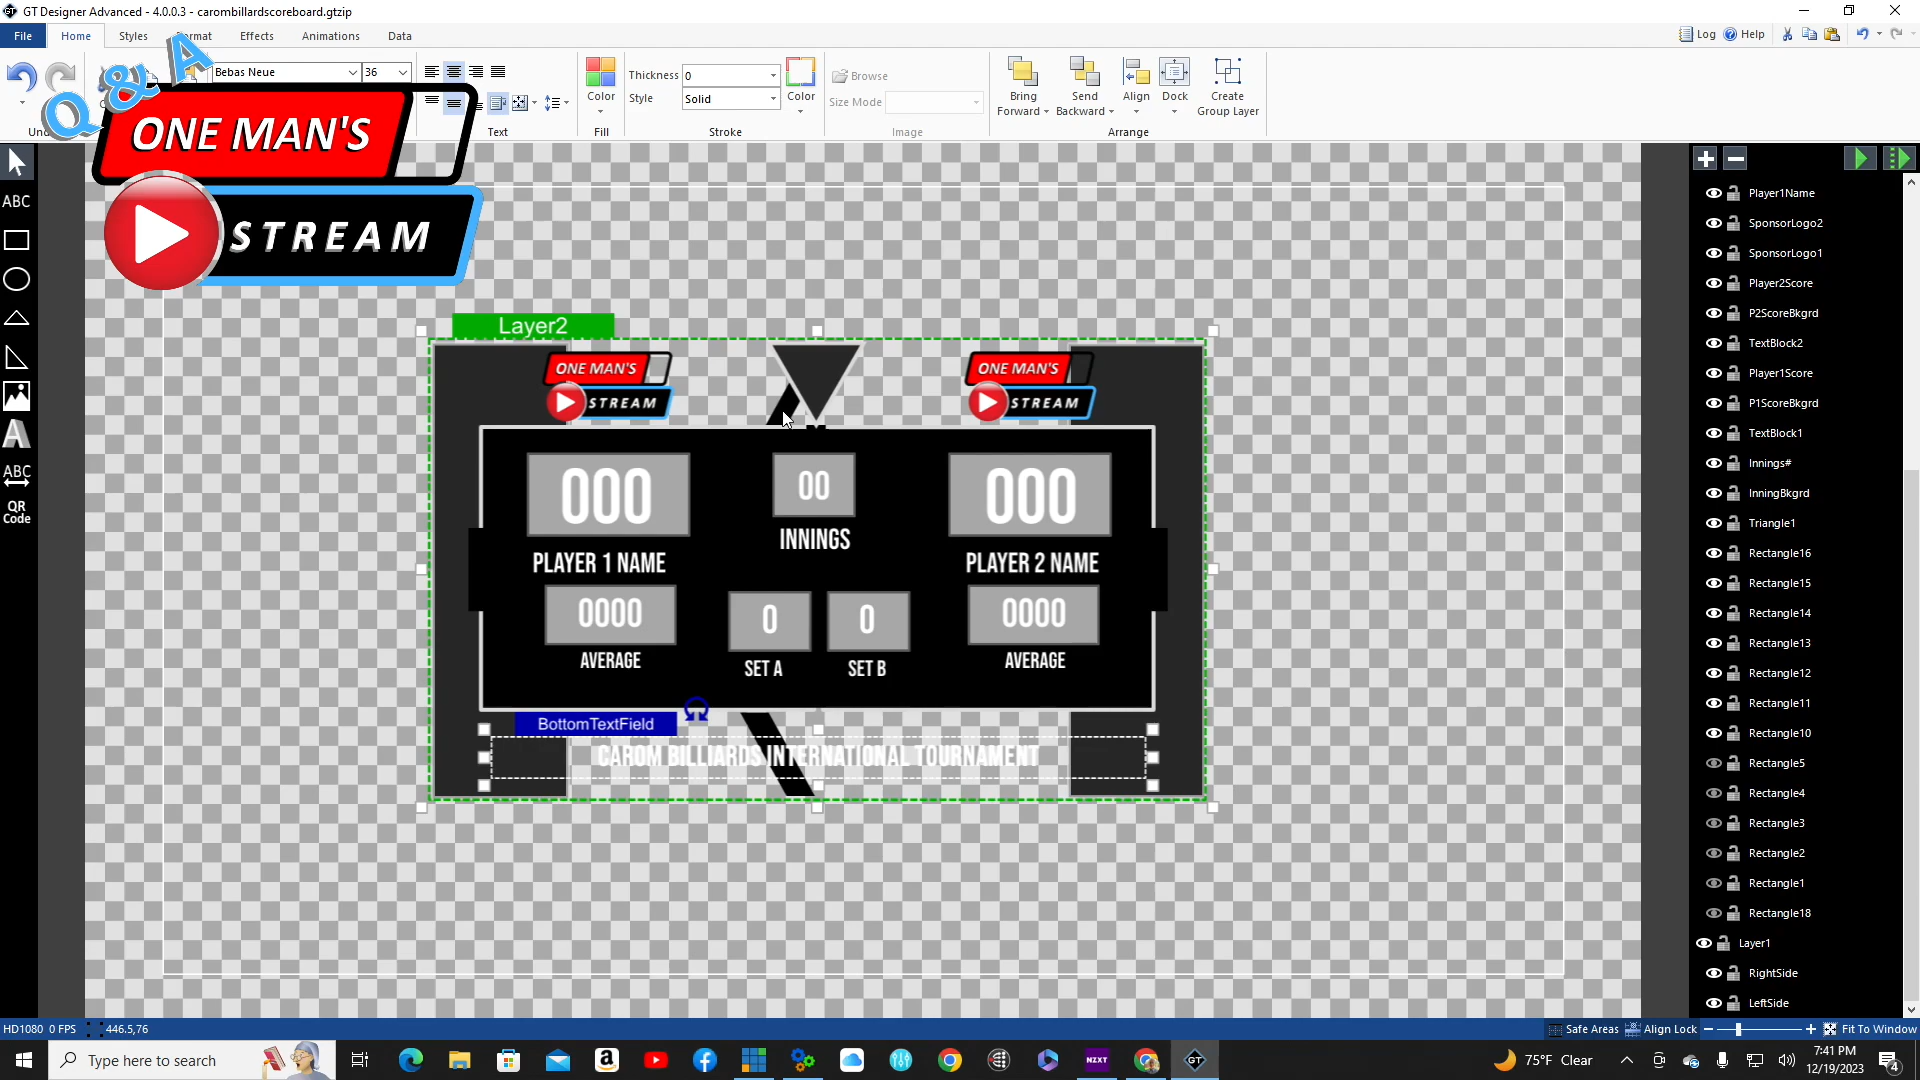 GT Designer Advanced - 4.0.0.3 - carombillardscoreboard.gtzip
File Home Styles Format Effects Animations Data
Log Help
Q & A
ONE MAN'S
STREAM
Bebas Neue 36
Text
Color
Fill
Thickness 0
Style Solid
Color
Stroke
Browse
Size Mode
Image
Bring Forward
Send Backward
Align
Dock
Create Group Layer
Arrange
ABC
ABC
QR Code
Layer2
ONE MAN'S
STREAM
ONE MAN'S
STREAM
000
00
000
INNINGS
PLAYER 1 NAME
PLAYER 2 NAME
0000
0
0
0000
AVERAGE
SET A
SET B
AVERAGE
BottomTextField
CAROM BILLIARDS INTERNATIONAL TOURNAMENT
Player1Name
SponsorLogo2
SponsorLogo1
Player2Score
P2ScoreBkgrd
TextBlock2
Player1Score
P1ScoreBkgrd
TextBlock1
Innings#
InningBkgrd
Triangle1
Rectangle16
Rectangle15
Rectangle14
Rectangle13
Rectangle12
Rectangle11
Rectangle10
Rectangle5
Rectangle4
Rectangle3
Rectangle2
Rectangle1
Rectangle18
Layer1
RightSide
LeftSide
HD1080 0 FPS 446.5,76
Safe Areas Align Lock Fit To Window
Type here to search
NZXT
GT
75°F Clear
7:41 PM
12/19/2023
4